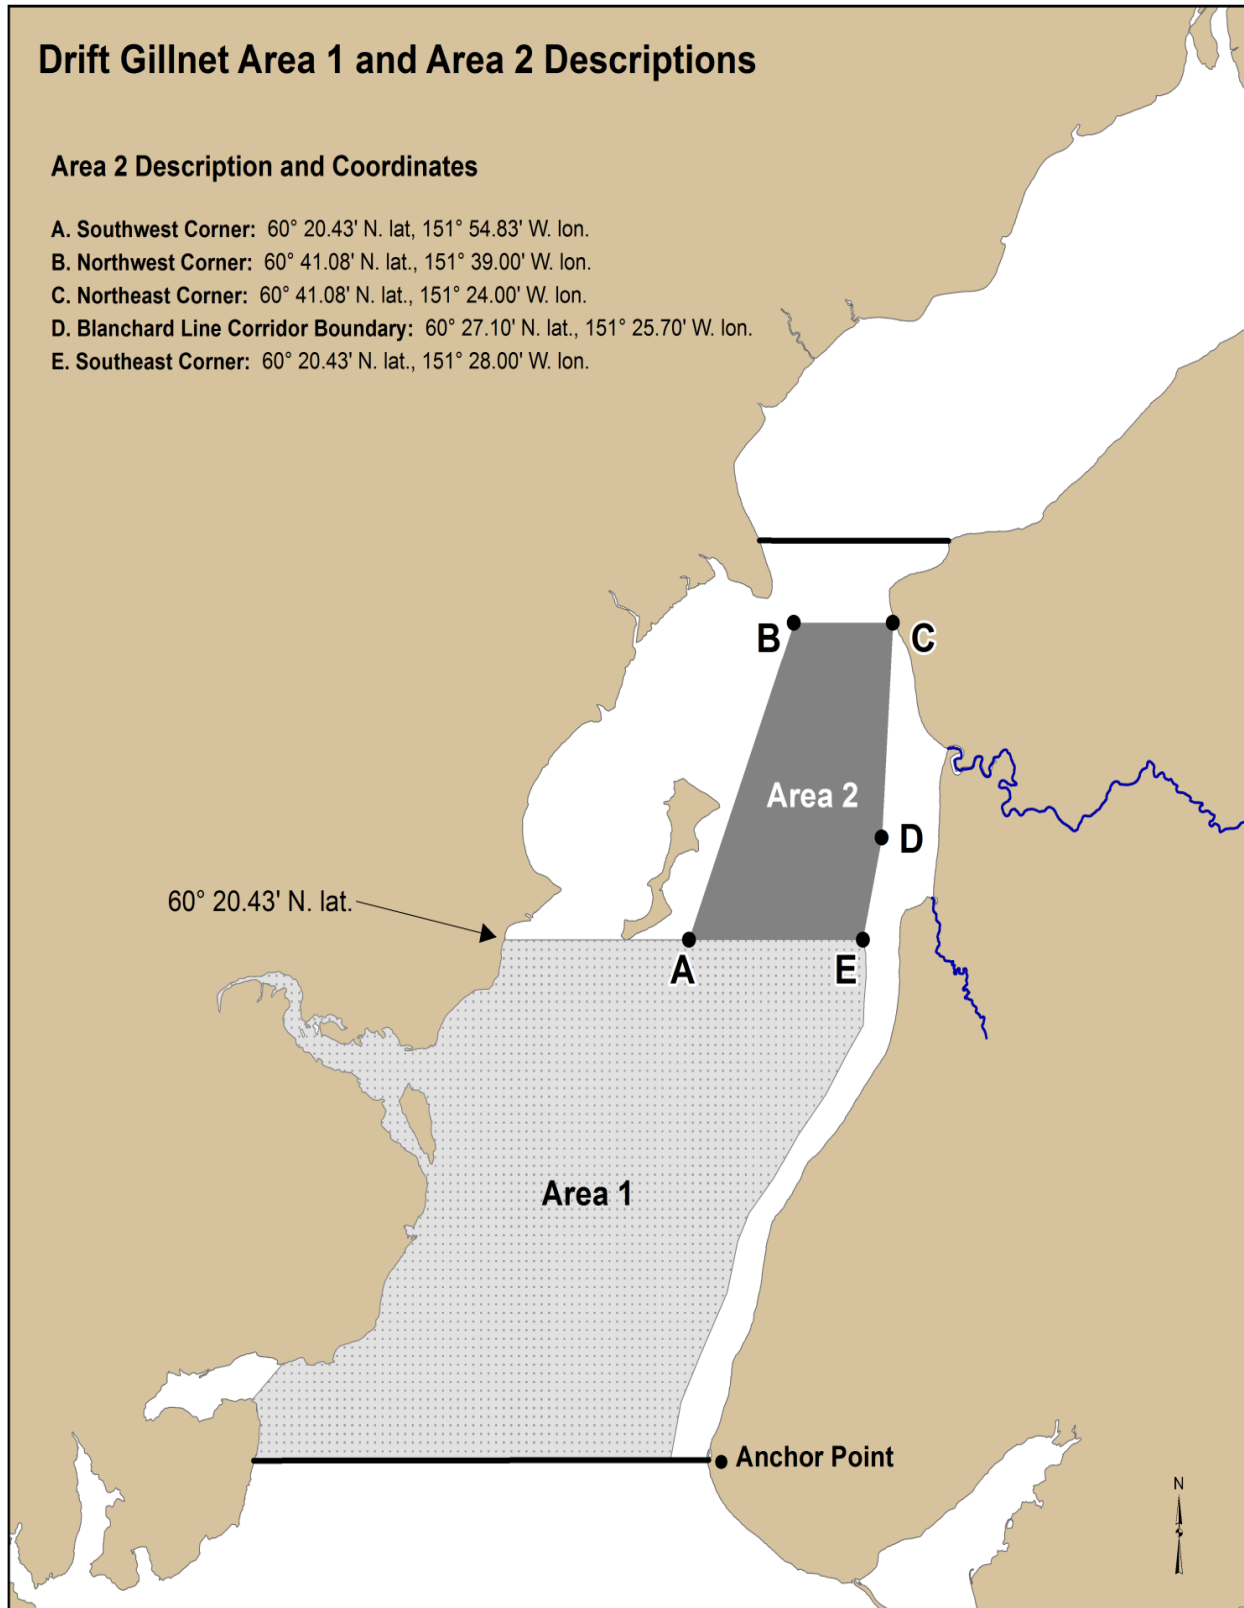 Drift Gillnet Area 1 and Area 2 Descriptions
Area 2 Description and Coordinates
A. Southwest Corner: 60° 20.43' N. lat, 151° 54.83' W. lon.
B. Northwest Corner: 60° 41.08' N. lat., 151° 39.00' W. lon.
C. Northeast Corner: 60° 41.08' N. lat., 151° 24.00' W. lon.
D. Blanchard Line Corridor Boundary: 60° 27.10' N. lat., 151° 25.70' W. lon.
E. Southeast Corner: 60° 20.43' N. lat., 151° 28.00' W. lon.
B
C
Area 2
D
60° 20.43' N. lat.
A
E
Area 1
Anchor Point
N